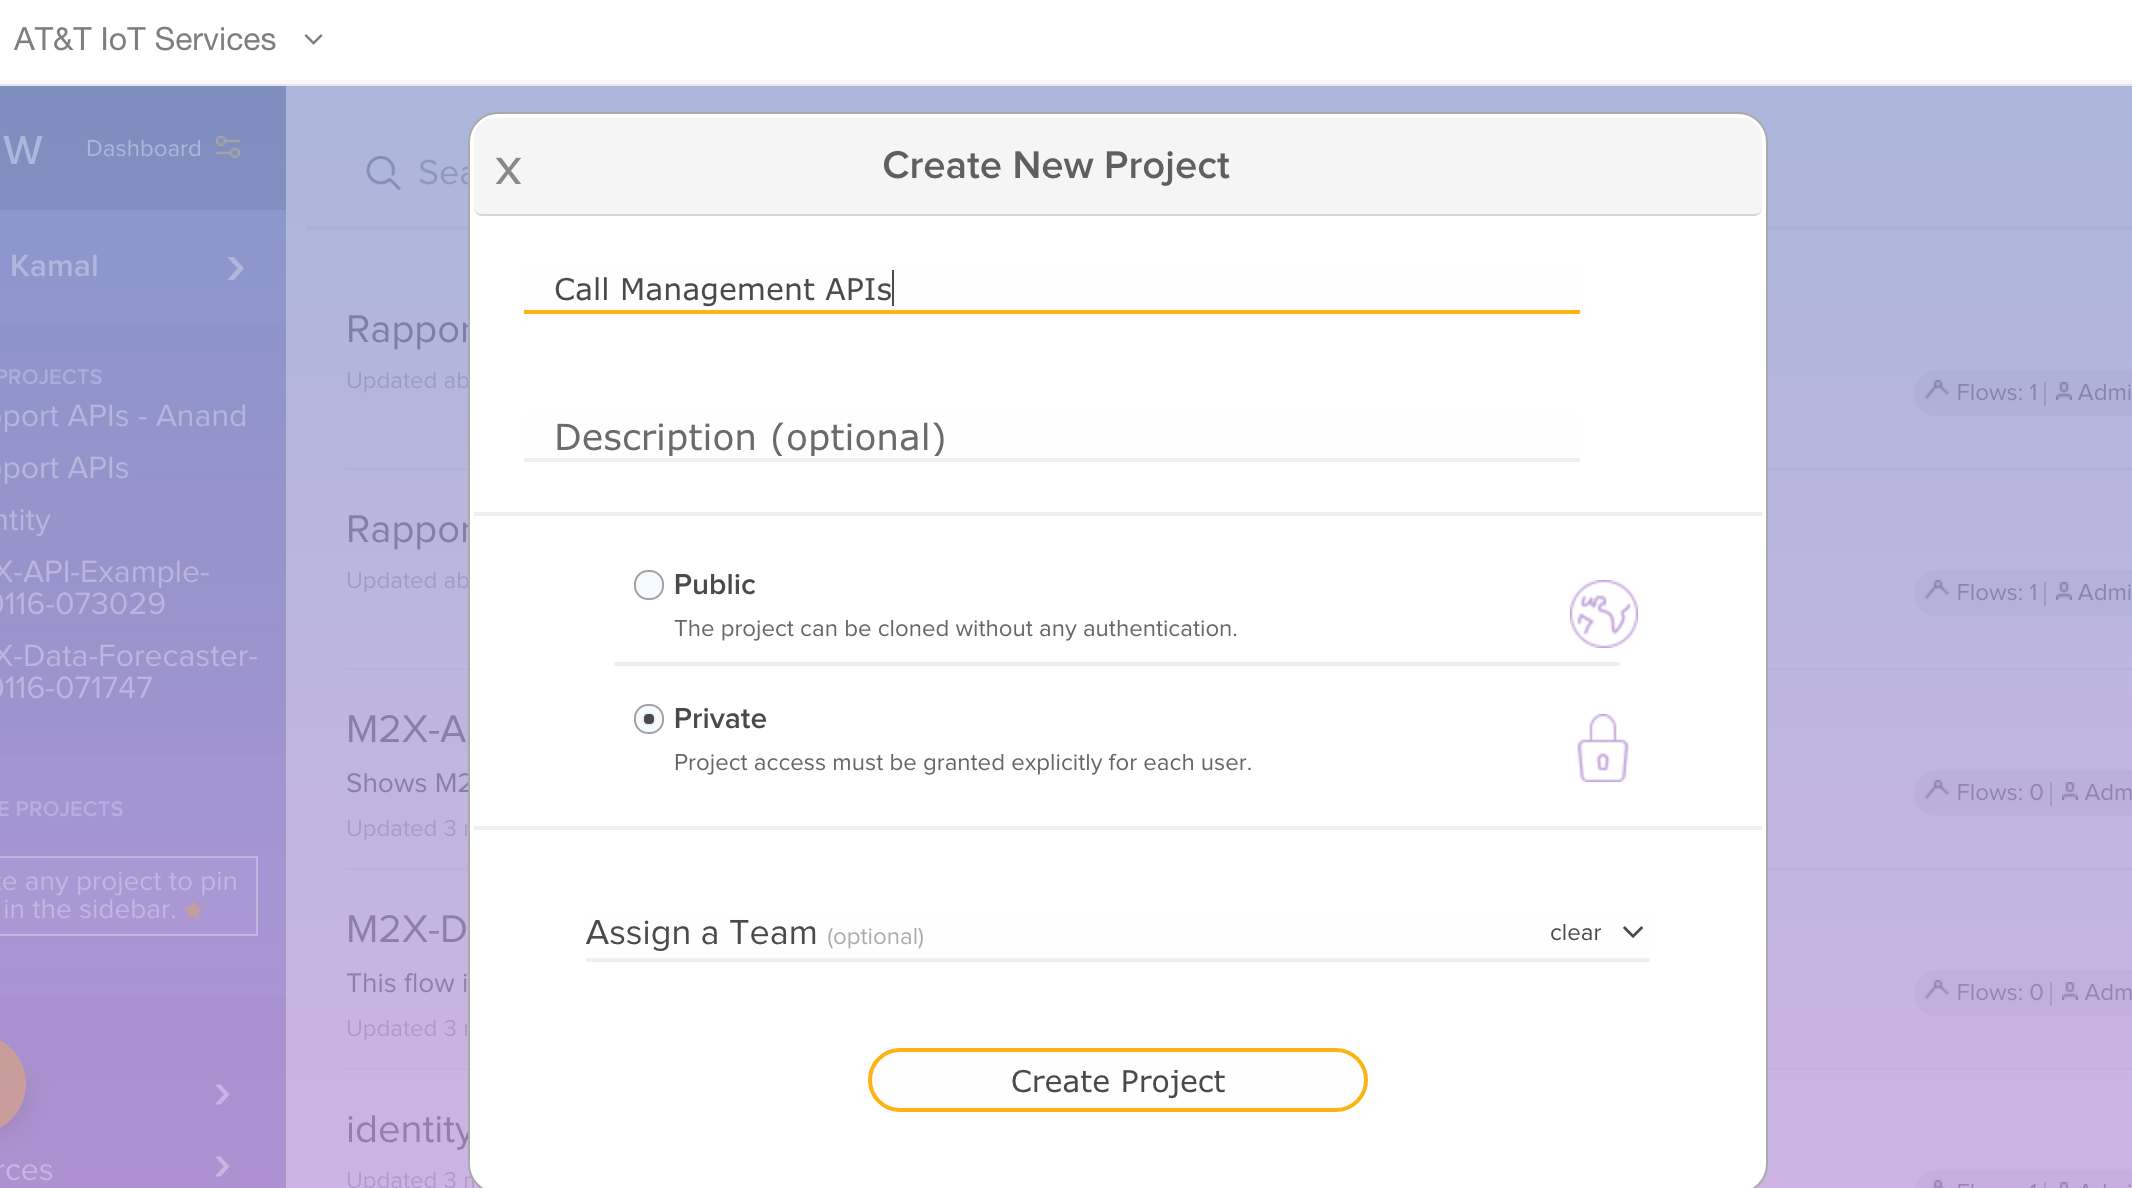 AT&T IoT Services
W
Dashboard
Kamal
PROJECTS
port APIs - Anand
port APIs
ntity
X-API-Example-
0116-073029
X-Data-Forecaster-
0116-071747
E PROJECTS
te any project to pin
in the sidebar.
rces
Sea
Rappor
Updated ab
Flows: 1 | Admi
Rappor
Updated ab
Flows: 1 | Admi
M2X-A
Shows M2
Updated 3
Flows: 0 | Adm
M2X-D
This flow i
Updated 3
Flows: 0 | Adm
identity
Updated 3
X
Create New Project
Call Management APIs
Description (optional)
Public
The project can be cloned without any authentication.
Private
Project access must be granted explicitly for each user.
Assign a Team (optional)
clear
Create Project